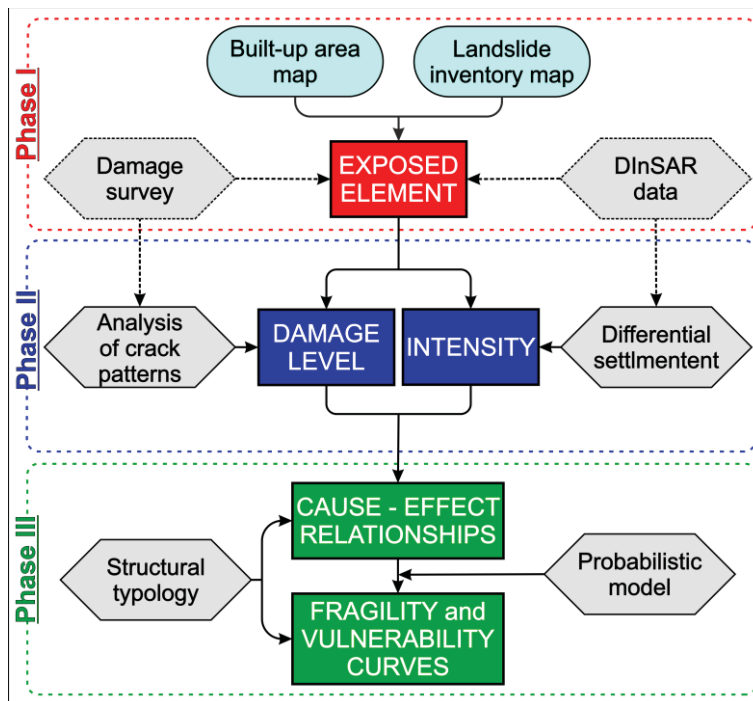 Phase I
Built-up area
map
Landslide
inventory map
Damage
survey
EXPOSED
ELEMENT
DInSAR
data
Phase II
Analysis
of crack
patterns
DAMAGE
LEVEL
INTENSITY
Differential
settlmentent
Phase III
CAUSE - EFFECT
RELATIONSHIPS
Structural
typology
Probabilistic
model
FRAGILITY and
VULNERABILITY
CURVES